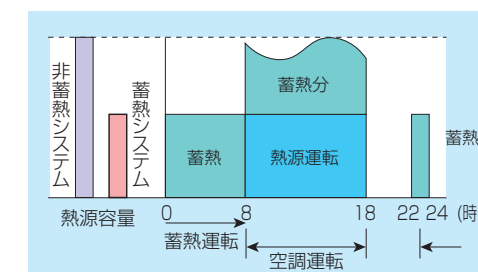 非蓄熱システム
蓄熱システム
蓄熱分
蓄熱
熱源運転
蓄熱
熱源容量
0 8 18 22 24 (時
蓄熱運転
空調運転